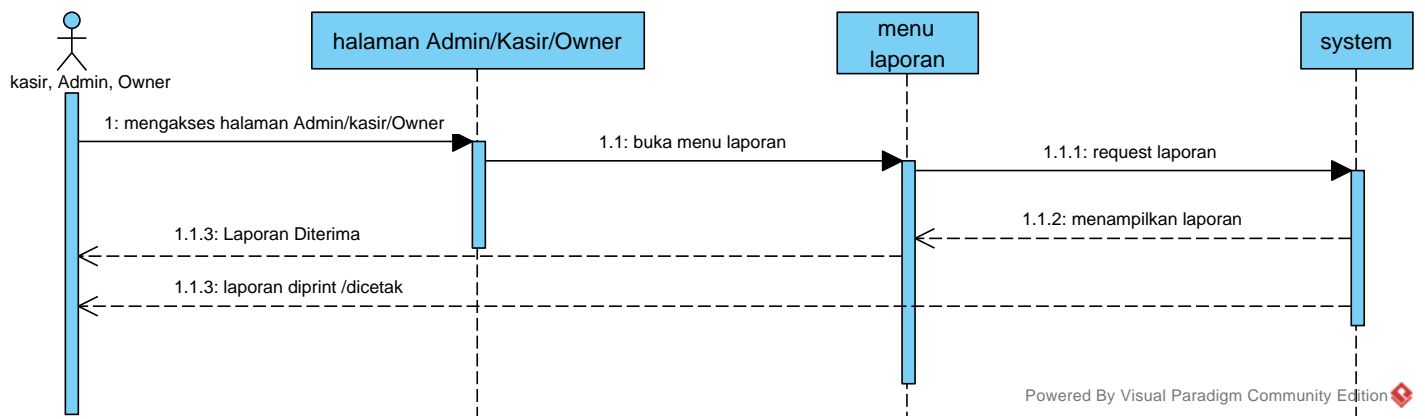 halaman Admin/Kasir/Owner
menu
laporan
system
kasir, Admin, Owner
1: mengakses halaman Admin/kasir/Owner
1.1: buka menu laporan
1.1.1: request laporan
1.1.2: menampilkan laporan
1.1.3: Laporan Diterima
1.1.3: laporan diprint /dicetak
Powered By Visual Paradigm Community Edition